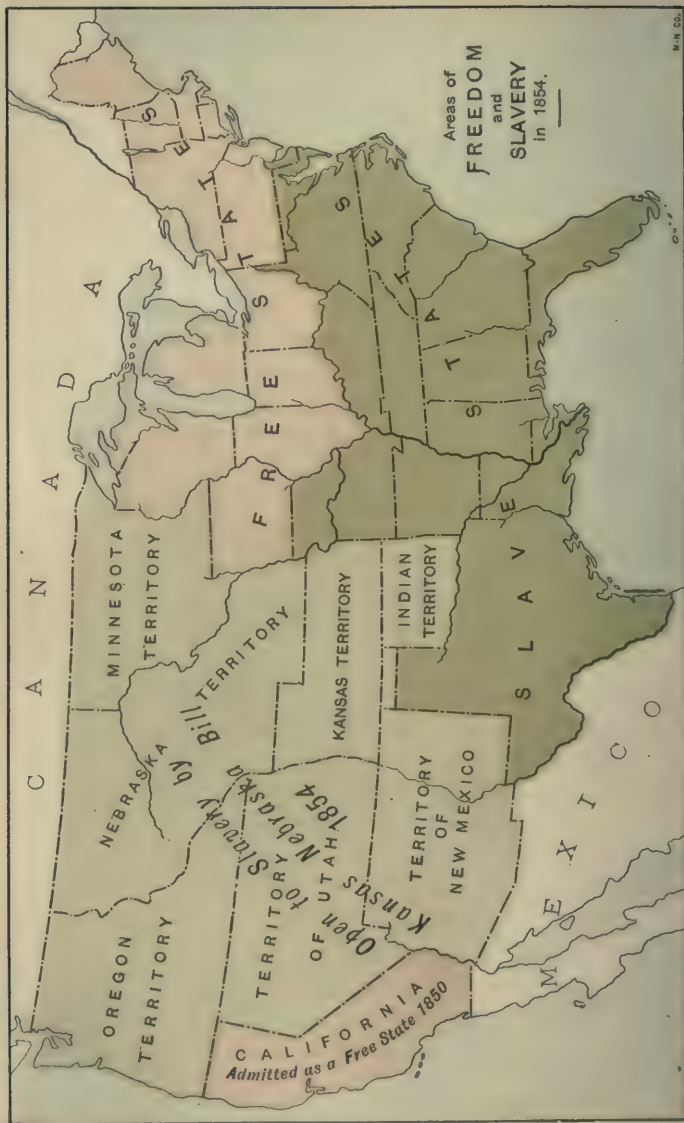 Areas of
FREEDOM
and
SLAVERY
in 1854.
CANADA
OREGON
TERRITORY
NEBRASKA
TERRITORY
MINNESOTA
TERRITORY
FREE STATES
TERRITORY
OF UTAH
KANSAS TERRITORY
Open to Slavery by
Kansas Nebraska Bill
1854
CALIFORNIA
Admitted as a Free State 1850
TERRITORY
OF
NEW MEXICO
INDIAN
TERRITORY
SLAVE STATES
MEXICO
M-N CO.